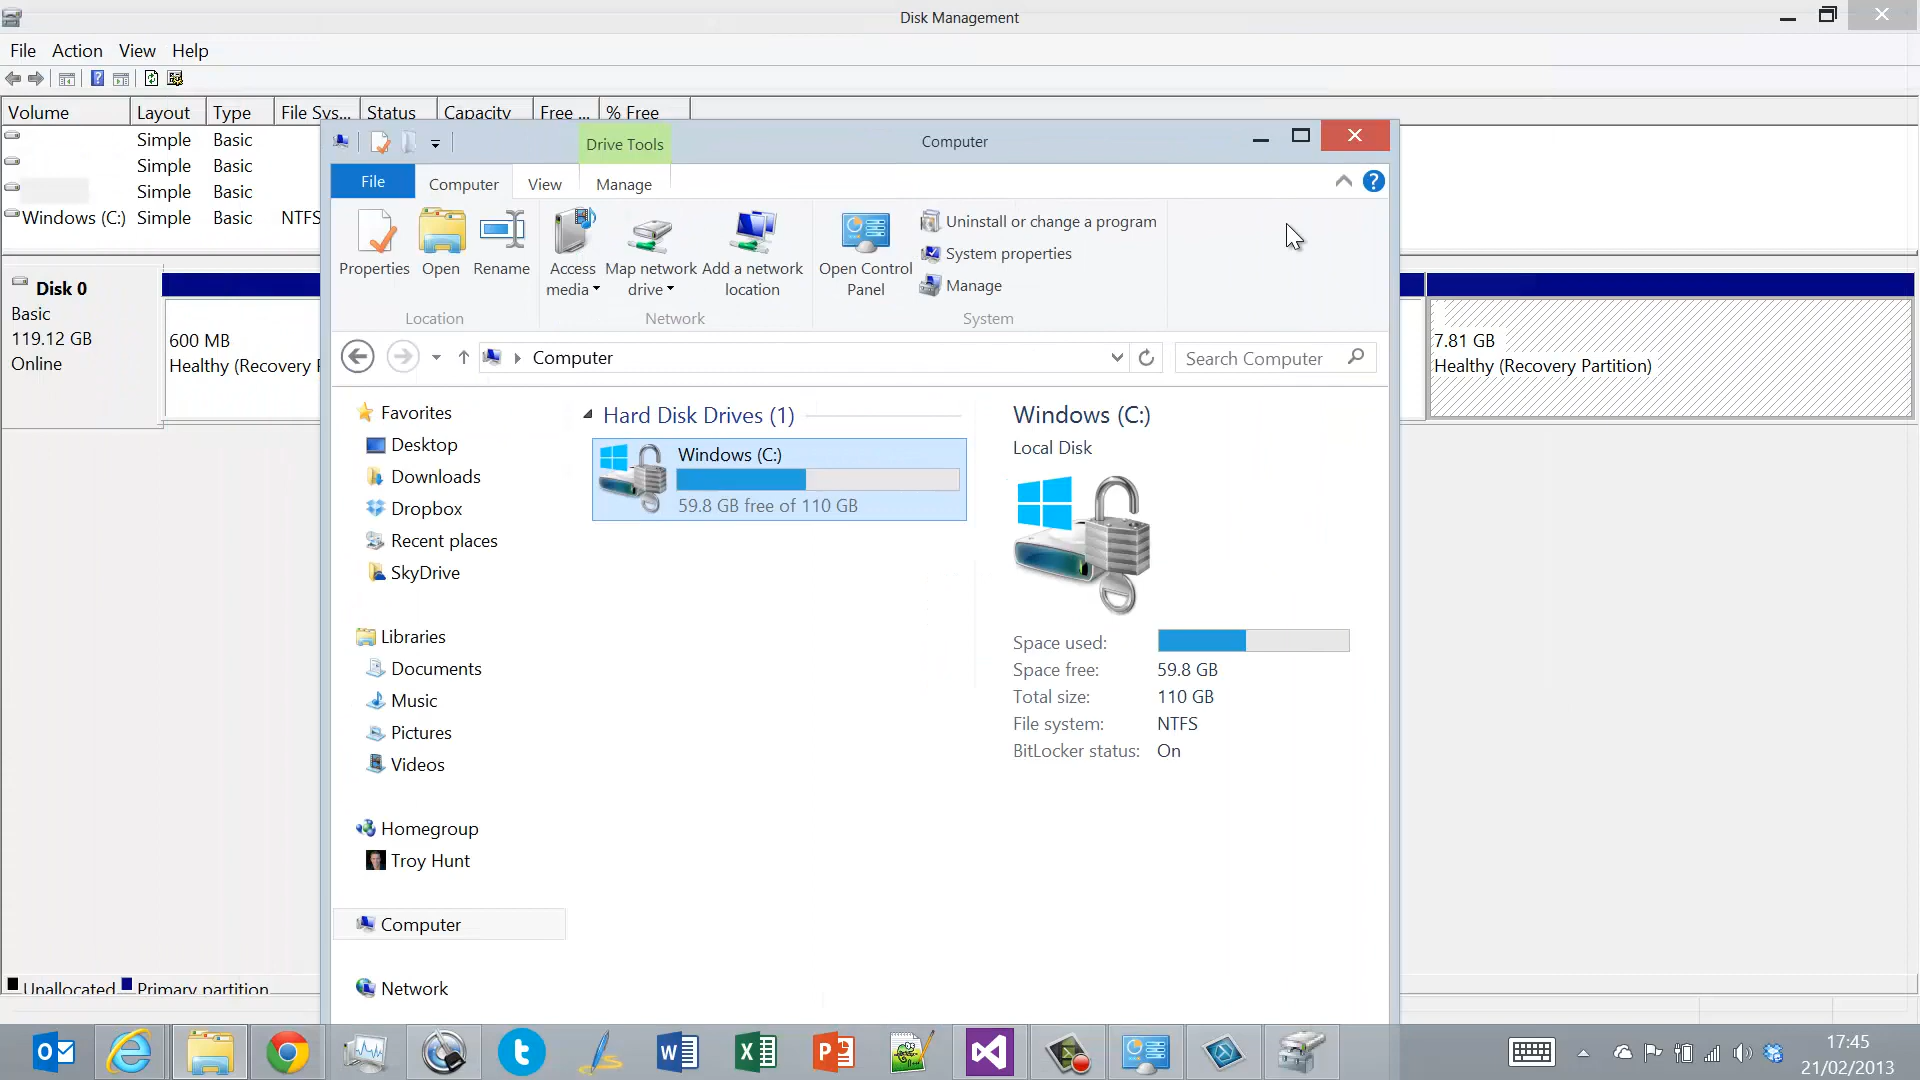 Disk Management
File Action View Help
Volume Layout Type File Sys... Status Capacity Free ... % Free
Simple Basic
Simple Basic
Simple Basic
Windows (C:) Simple Basic NTFS
Disk 0
Basic
119.12 GB
Online
600 MB
Healthy (Recovery
7.81 GB
Healthy (Recovery Partition)
Unallocated Primary partition
Drive Tools
Computer
File Computer View Manage
Properties Open Rename
Location
Access media
Map network drive
Add a network location
Network
Open Control Panel
Uninstall or change a program
System properties
Manage
System
Computer
Search Computer
Favorites
Desktop
Downloads
Dropbox
Recent places
SkyDrive
Libraries
Documents
Music
Pictures
Videos
Homegroup
Troy Hunt
Computer
Network
Hard Disk Drives (1)
Windows (C:)
59.8 GB free of 110 GB
Windows (C:)
Local Disk
Space used:
Space free: 59.8 GB
Total size: 110 GB
File system: NTFS
BitLocker status: On
17:45
21/02/2013